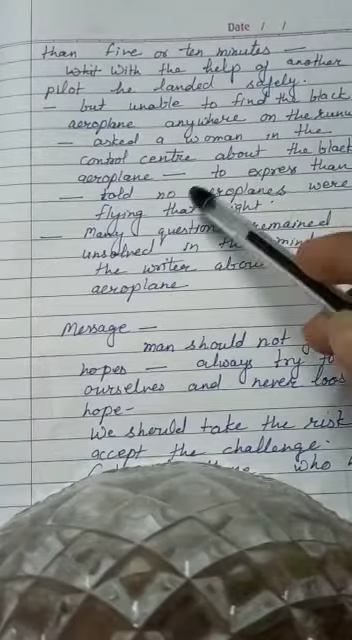 Date / /
than five or ten minutes —
with the help of another
pilot he landed safely.
— but unable to find the black
aeroplane anywhere on the
— asked a woman in the
control centre about the black
aeroplane — to express than
— told no aeroplanes were
flying that night.
— Many question remained
unsolved in the mind
the writer about
aeroplane
Message —
man should not
hopes — always try to
ourselves and never loos
hope-
We should take the risk
accept the challenge.
who